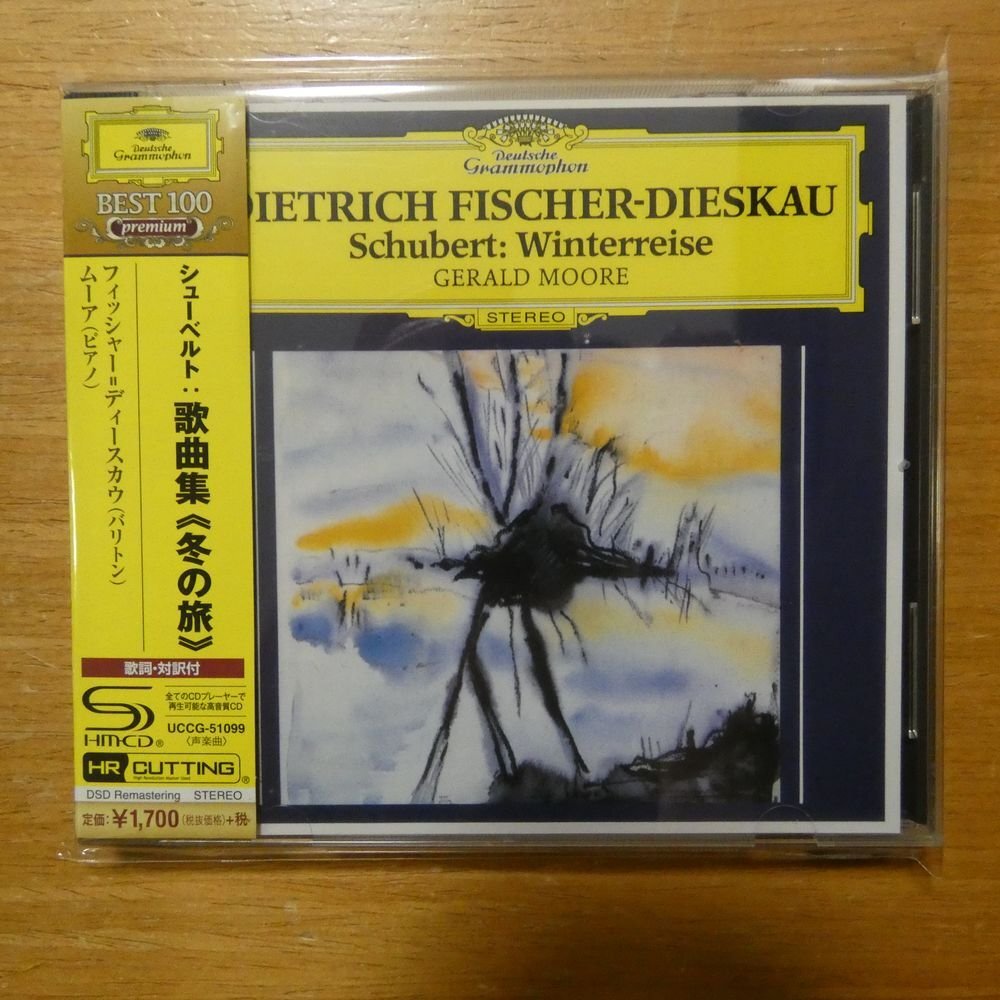 Deutsche
Grammophon
BEST 100
premium
シューベルト：歌曲集《冬の旅》
フィッシャー＝ディースカウ（バリトン）
ムーア（ピアノ）
歌詞・対訳付
SHM-CD®
全てのCDプレーヤーで
再生可能な高音質CD
UCCG-51099
〈声楽曲〉
HR CUTTING®
High Resolution Master Used
DSD Remastering STEREO
定価：¥1,700（税抜価格）+税
Deutsche
Grammophon
DIETRICH FISCHER-DIESKAU
Schubert: Winterreise
GERALD MOORE
STEREO